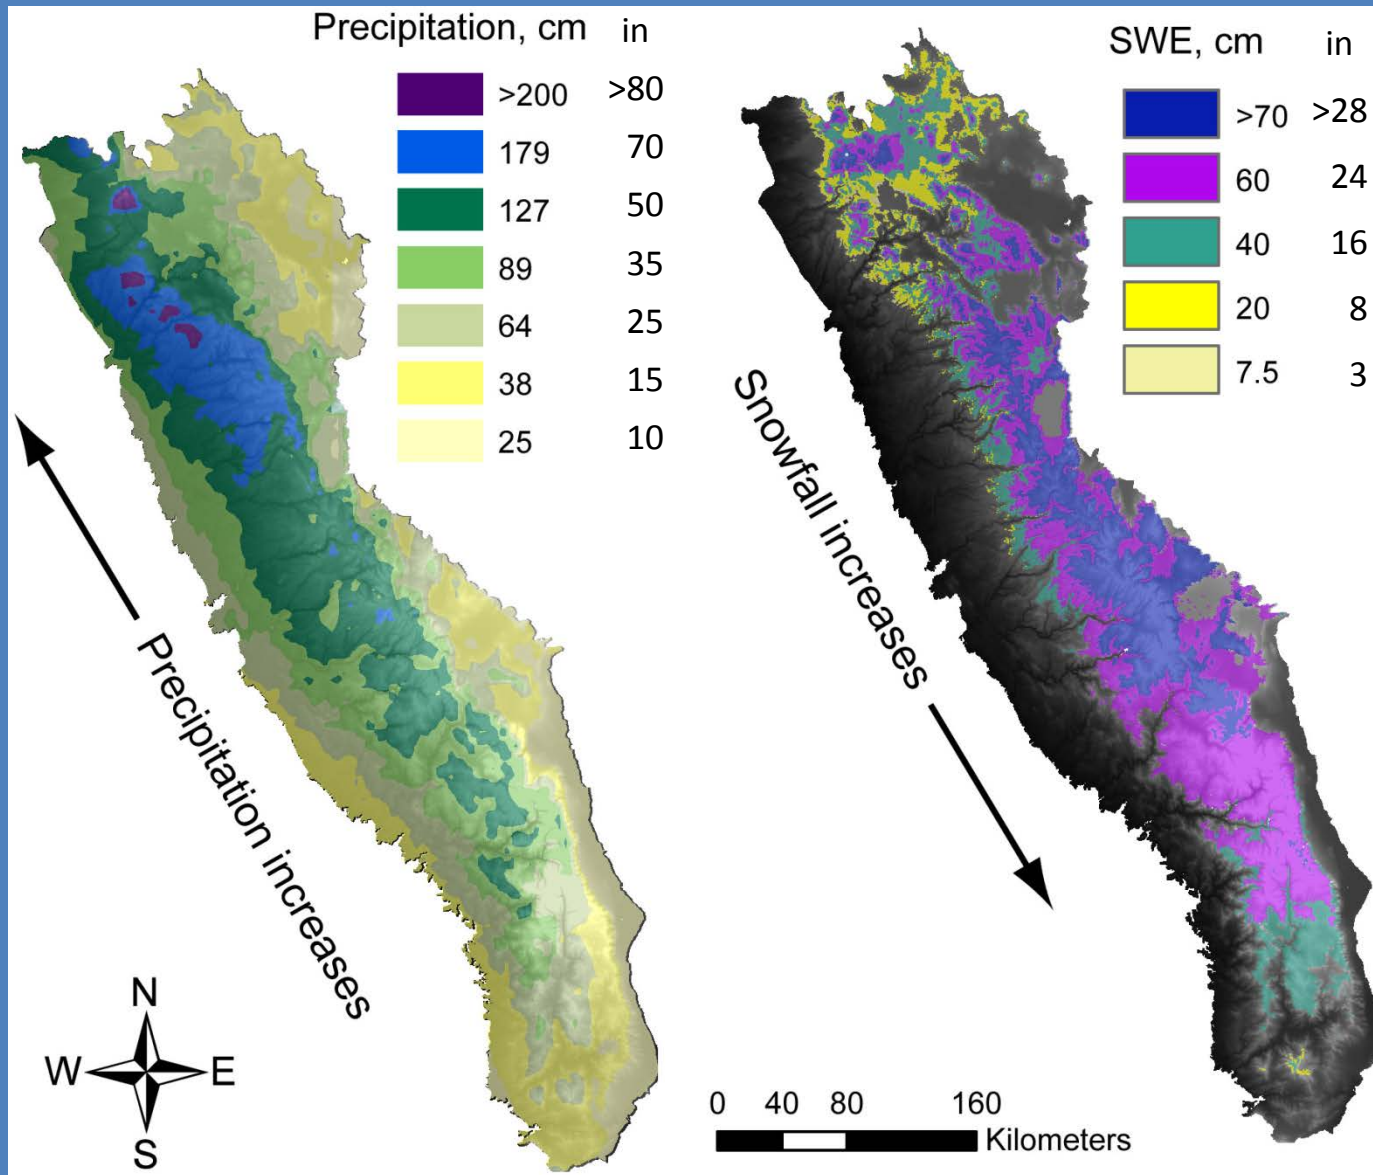 Precipitation, cm in
>200 >80
179 70
127 50
89 35
64 25
38 15
25 10
Precipitation increases
N
W E
S
SWE, cm in
>70 >28
60 24
40 16
20 8
7.5 3
Snowfall increases
0 40 80 160
Kilometers